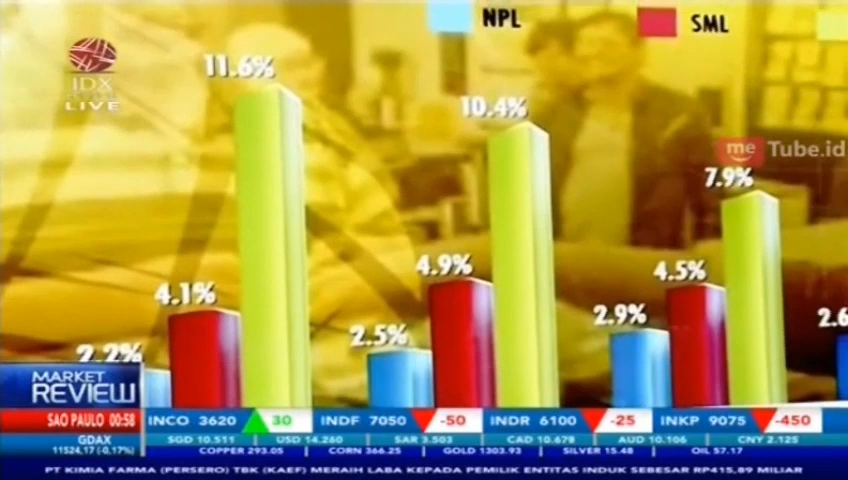 NPL
SML
IDX
LIVE
11.6%
10.4%
me Tube.id
7.9%
4.9%
4.5%
4.1%
2.9%
2.5%
2.6
2.2%
MARKET
REVIEW
SAO PAULO 00:58 INCO 3620 30 INDF 7050 -50 INDR 6100 -25 INKP 9075 -450
GDAX SGD 10.511 USD 14.260 SAR 3.503 CAD 10.678 AUD 10.106 CNY 2.125
11524,17 (-0,17%) COPPER 293.05 CORN 366.25 GOLD 1303.93 SILVER 15.48 OIL 57.17
PT KIMIA FARMA (PERSERO) TBK (KAEF) MERAIH LABA KEPADA PEMILIK ENTITAS INDUK SEBESAR RP415,89 MILIAR